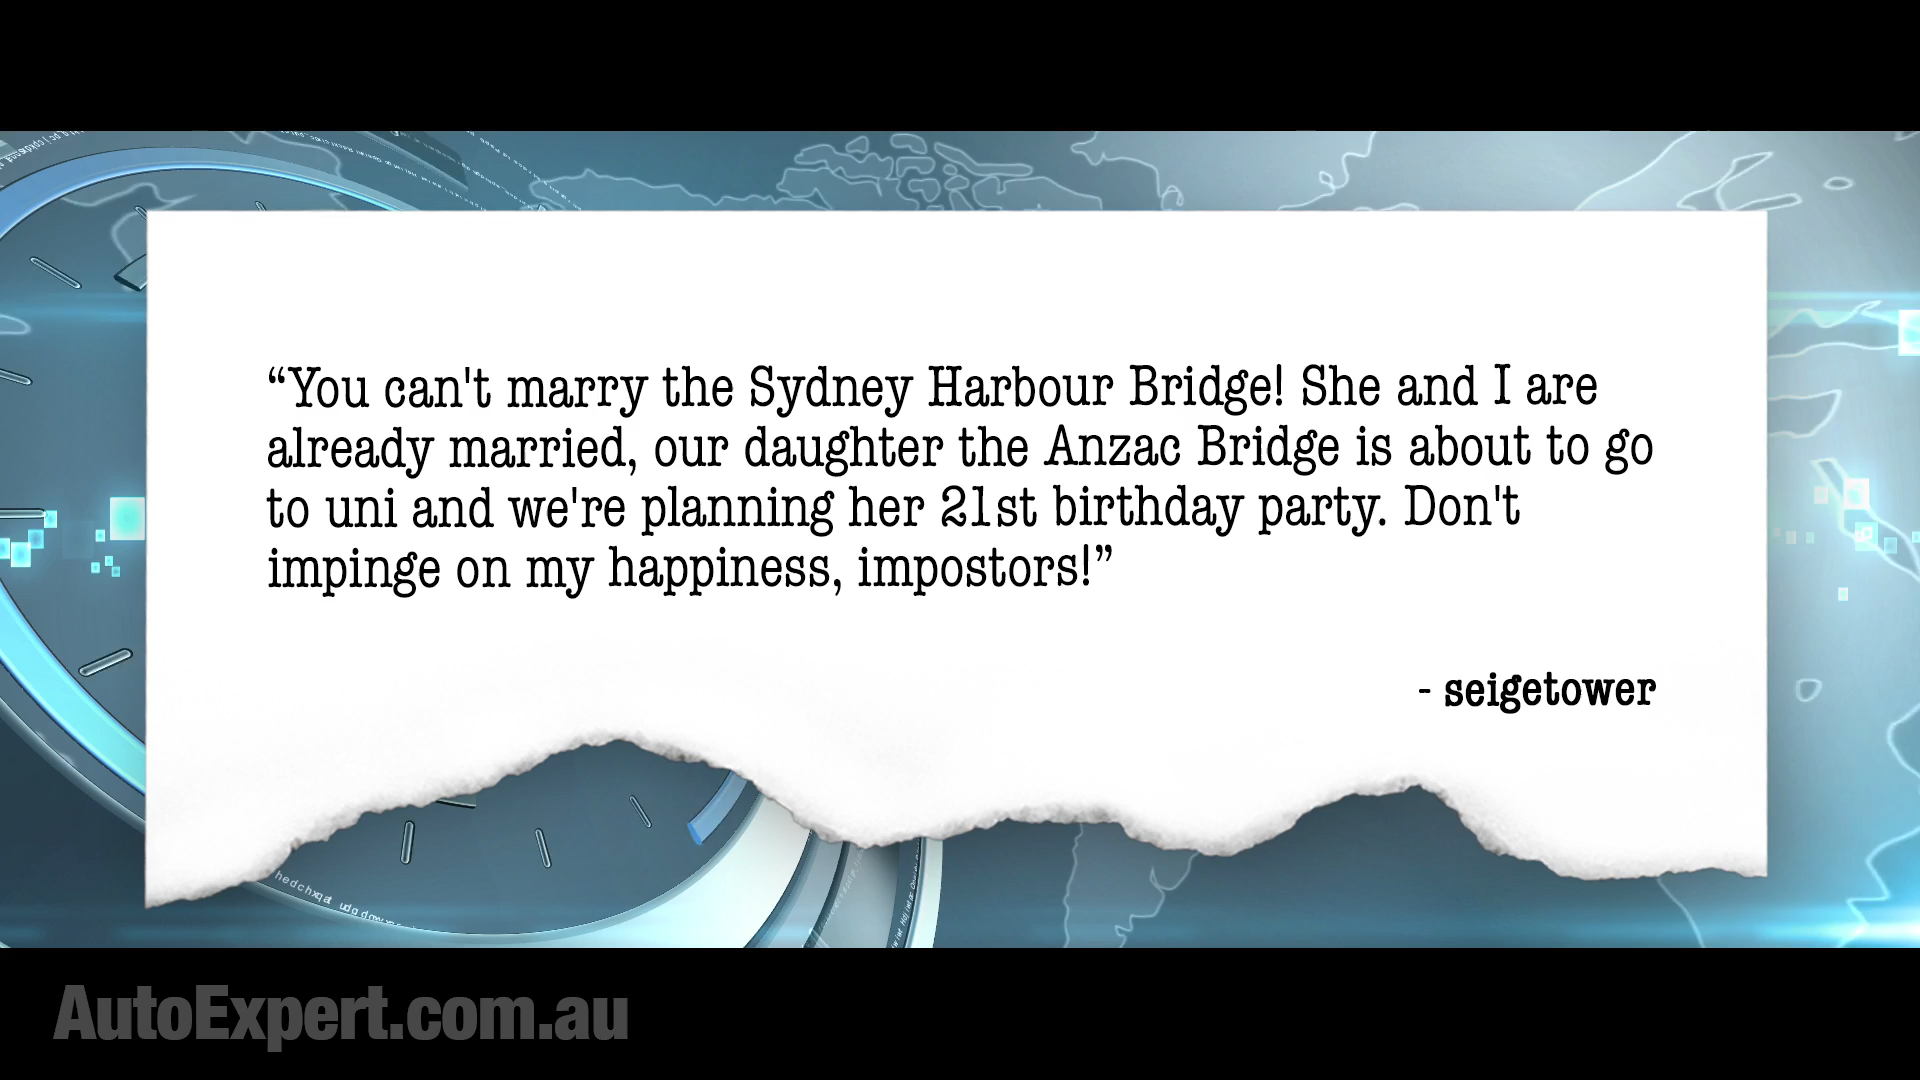 “You can't marry the Sydney Harbour Bridge! She and I are
already married, our daughter the Anzac Bridge is about to go
to uni and we're planning her 21st birthday party. Don't
impinge on my happiness, impostors!”
- seigetower
AutoExpert.com.au